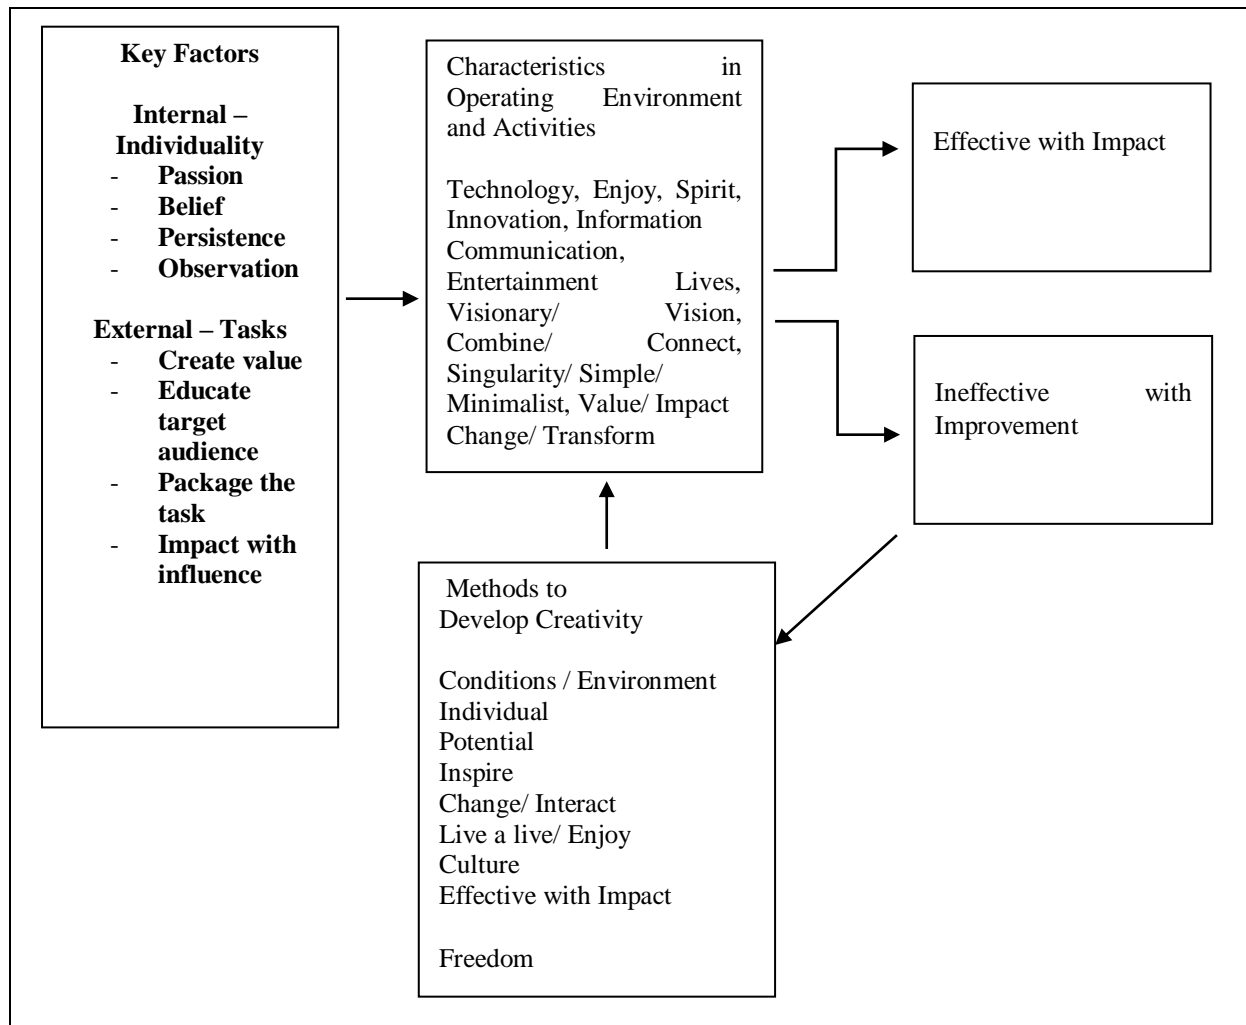 Key Factors
Internal –
Individuality
- Passion
- Belief
- Persistence
- Observation
External – Tasks
- Create value
- Educate
target
audience
- Package the
task
- Impact with
influence
Characteristics in
Operating Environment
and Activities
Technology, Enjoy, Spirit,
Innovation, Information
Communication,
Entertainment Lives,
Visionary/ Vision,
Combine/ Connect,
Singularity/ Simple/
Minimalist, Value/ Impact
Change/ Transform
Effective with Impact
Ineffective with
Improvement
Methods to
Develop Creativity
Conditions / Environment
Individual
Potential
Inspire
Change/ Interact
Live a live/ Enjoy
Culture
Effective with Impact
Freedom